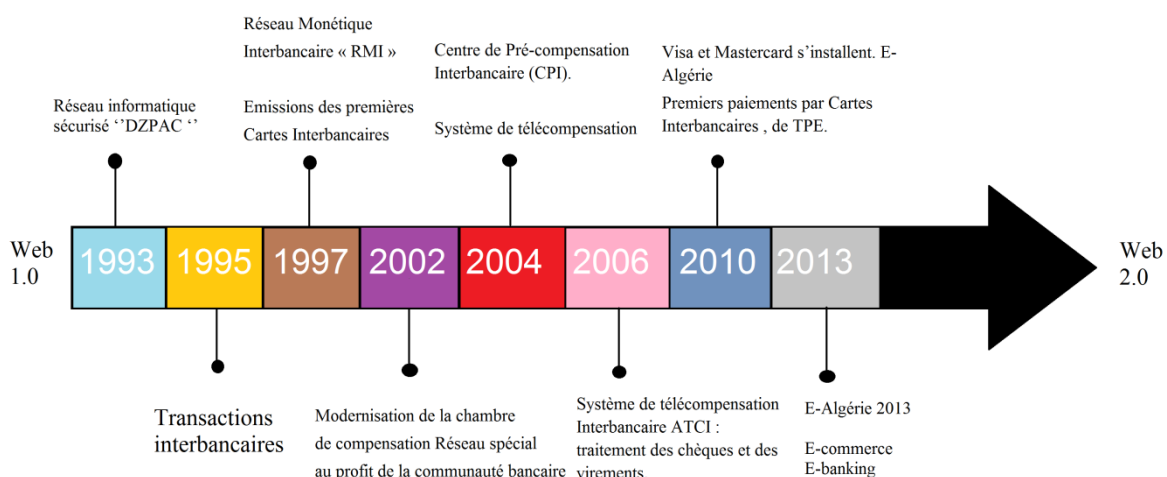 Réseau Monétique
Interbancaire « RMI »
Emissions des premières
Cartes Interbancaires
Centre de Pré-compensation
Interbancaire (CPI).
Système de télécompensation
Visa et Mastercard s’installent. E-
Algérie
Premiers paiements par Cartes
Interbancaires , de TPE.
Réseau informatique
sécurisé ‘’DZPAC ‘’
Web
1.0
1993
1995
1997
2002
2004
2006
2010
2013
Web
2.0
Transactions
interbancaires
Modernisation de la chambre
de compensation Réseau spécial
au profit de la communauté bancaire
Système de télécompensation
Interbancaire ATCI :
traitement des chèques et des
virements
E-Algérie 2013
E-commerce
E-banking